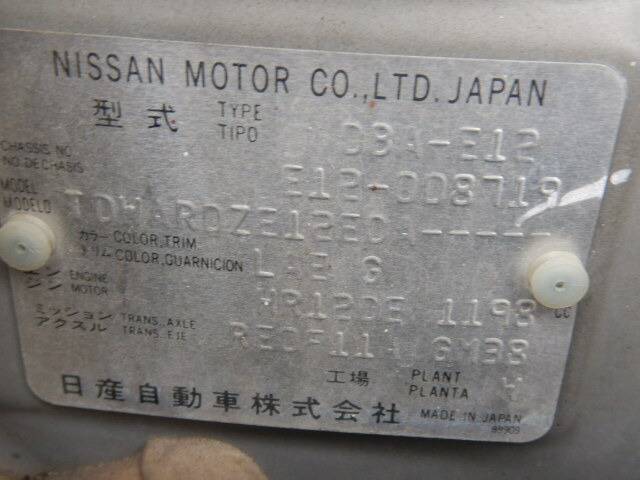 NISSAN MOTOR CO.,LTD. JAPAN
型式 TYPE TIPO DBA-E12
CHASSIS NO. NO. DE CHASIS E12-008719
MODEL MODELO TDWARDZE12EDA-----
カラー トリム COLOR,TRIM COLOR,GUARNICION G
エンジン ENGINE MOTOR HR12DE 1198 CC
ミッション アクスル TRANS.,AXLE TRANS.,EJE RE0F11A GM38
工場 PLANT PLANTA
日産自動車株式会社 MADE IN JAPAN